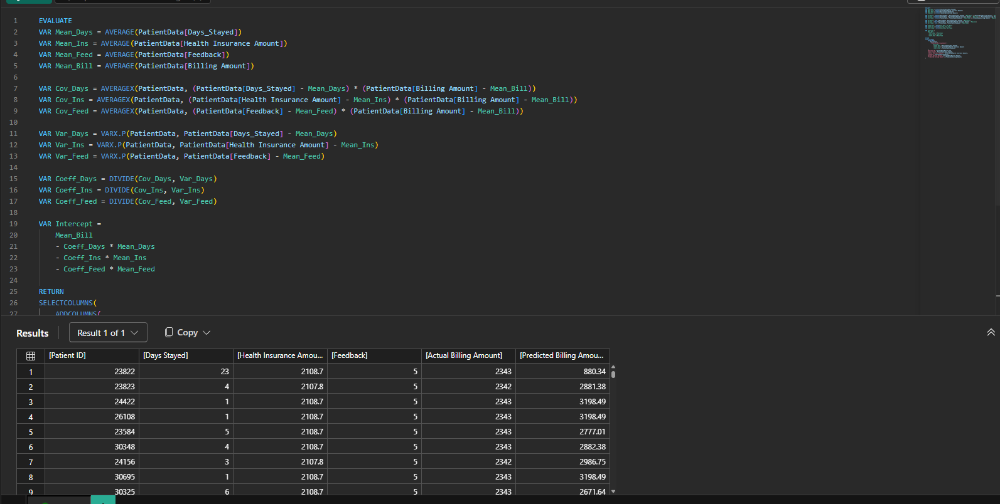 1 EVALUATE
2 VAR Mean_Days = AVERAGE(PatientData[Days_Stayed])
3 VAR Mean_Ins = AVERAGE(PatientData[Health Insurance Amount])
4 VAR Mean_Feed = AVERAGE(PatientData[Feedback])
5 VAR Mean_Bill = AVERAGE(PatientData[Billing Amount])
6
7 VAR Cov_Days = AVERAGEX(PatientData, (PatientData[Days_Stayed] - Mean_Days) * (PatientData[Billing Amount] - Mean_Bill))
8 VAR Cov_Ins = AVERAGEX(PatientData, (PatientData[Health Insurance Amount] - Mean_Ins) * (PatientData[Billing Amount] - Mean_Bill))
9 VAR Cov_Feed = AVERAGEX(PatientData, (PatientData[Feedback] - Mean_Feed) * (PatientData[Billing Amount] - Mean_Bill))
10
11 VAR Var_Days = VARX.P(PatientData, PatientData[Days_Stayed] - Mean_Days)
12 VAR Var_Ins = VARX.P(PatientData, PatientData[Health Insurance Amount] - Mean_Ins)
13 VAR Var_Feed = VARX.P(PatientData, PatientData[Feedback] - Mean_Feed)
14
15 VAR Coeff_Days = DIVIDE(Cov_Days, Var_Days)
16 VAR Coeff_Ins = DIVIDE(Cov_Ins, Var_Ins)
17 VAR Coeff_Feed = DIVIDE(Cov_Feed, Var_Feed)
18
19 VAR Intercept =
20 Mean_Bill
21 - Coeff_Days * Mean_Days
22 - Coeff_Ins * Mean_Ins
23 - Coeff_Feed * Mean_Feed
24
25 RETURN
26 SELECTCOLUMNS(
27 ADDCOLUMNS(
Results Result 1 of 1 Copy
[Patient ID] [Days Stayed] [Health Insurance Amou... [Feedback] [Actual Billing Amount] [Predicted Billing Amou...
1 23822 23 2108.7 5 2343 880.34
2 23823 4 2107.8 5 2342 2881.38
3 24422 1 2108.7 5 2343 3198.49
4 26108 1 2108.7 5 2343 3198.49
5 23584 5 2108.7 5 2343 2777.01
6 30348 4 2108.7 5 2343 2882.38
7 24156 3 2107.8 5 2342 2986.75
8 30695 1 2108.7 5 2343 3198.49
9 30325 6 2108.7 5 2343 2671.64